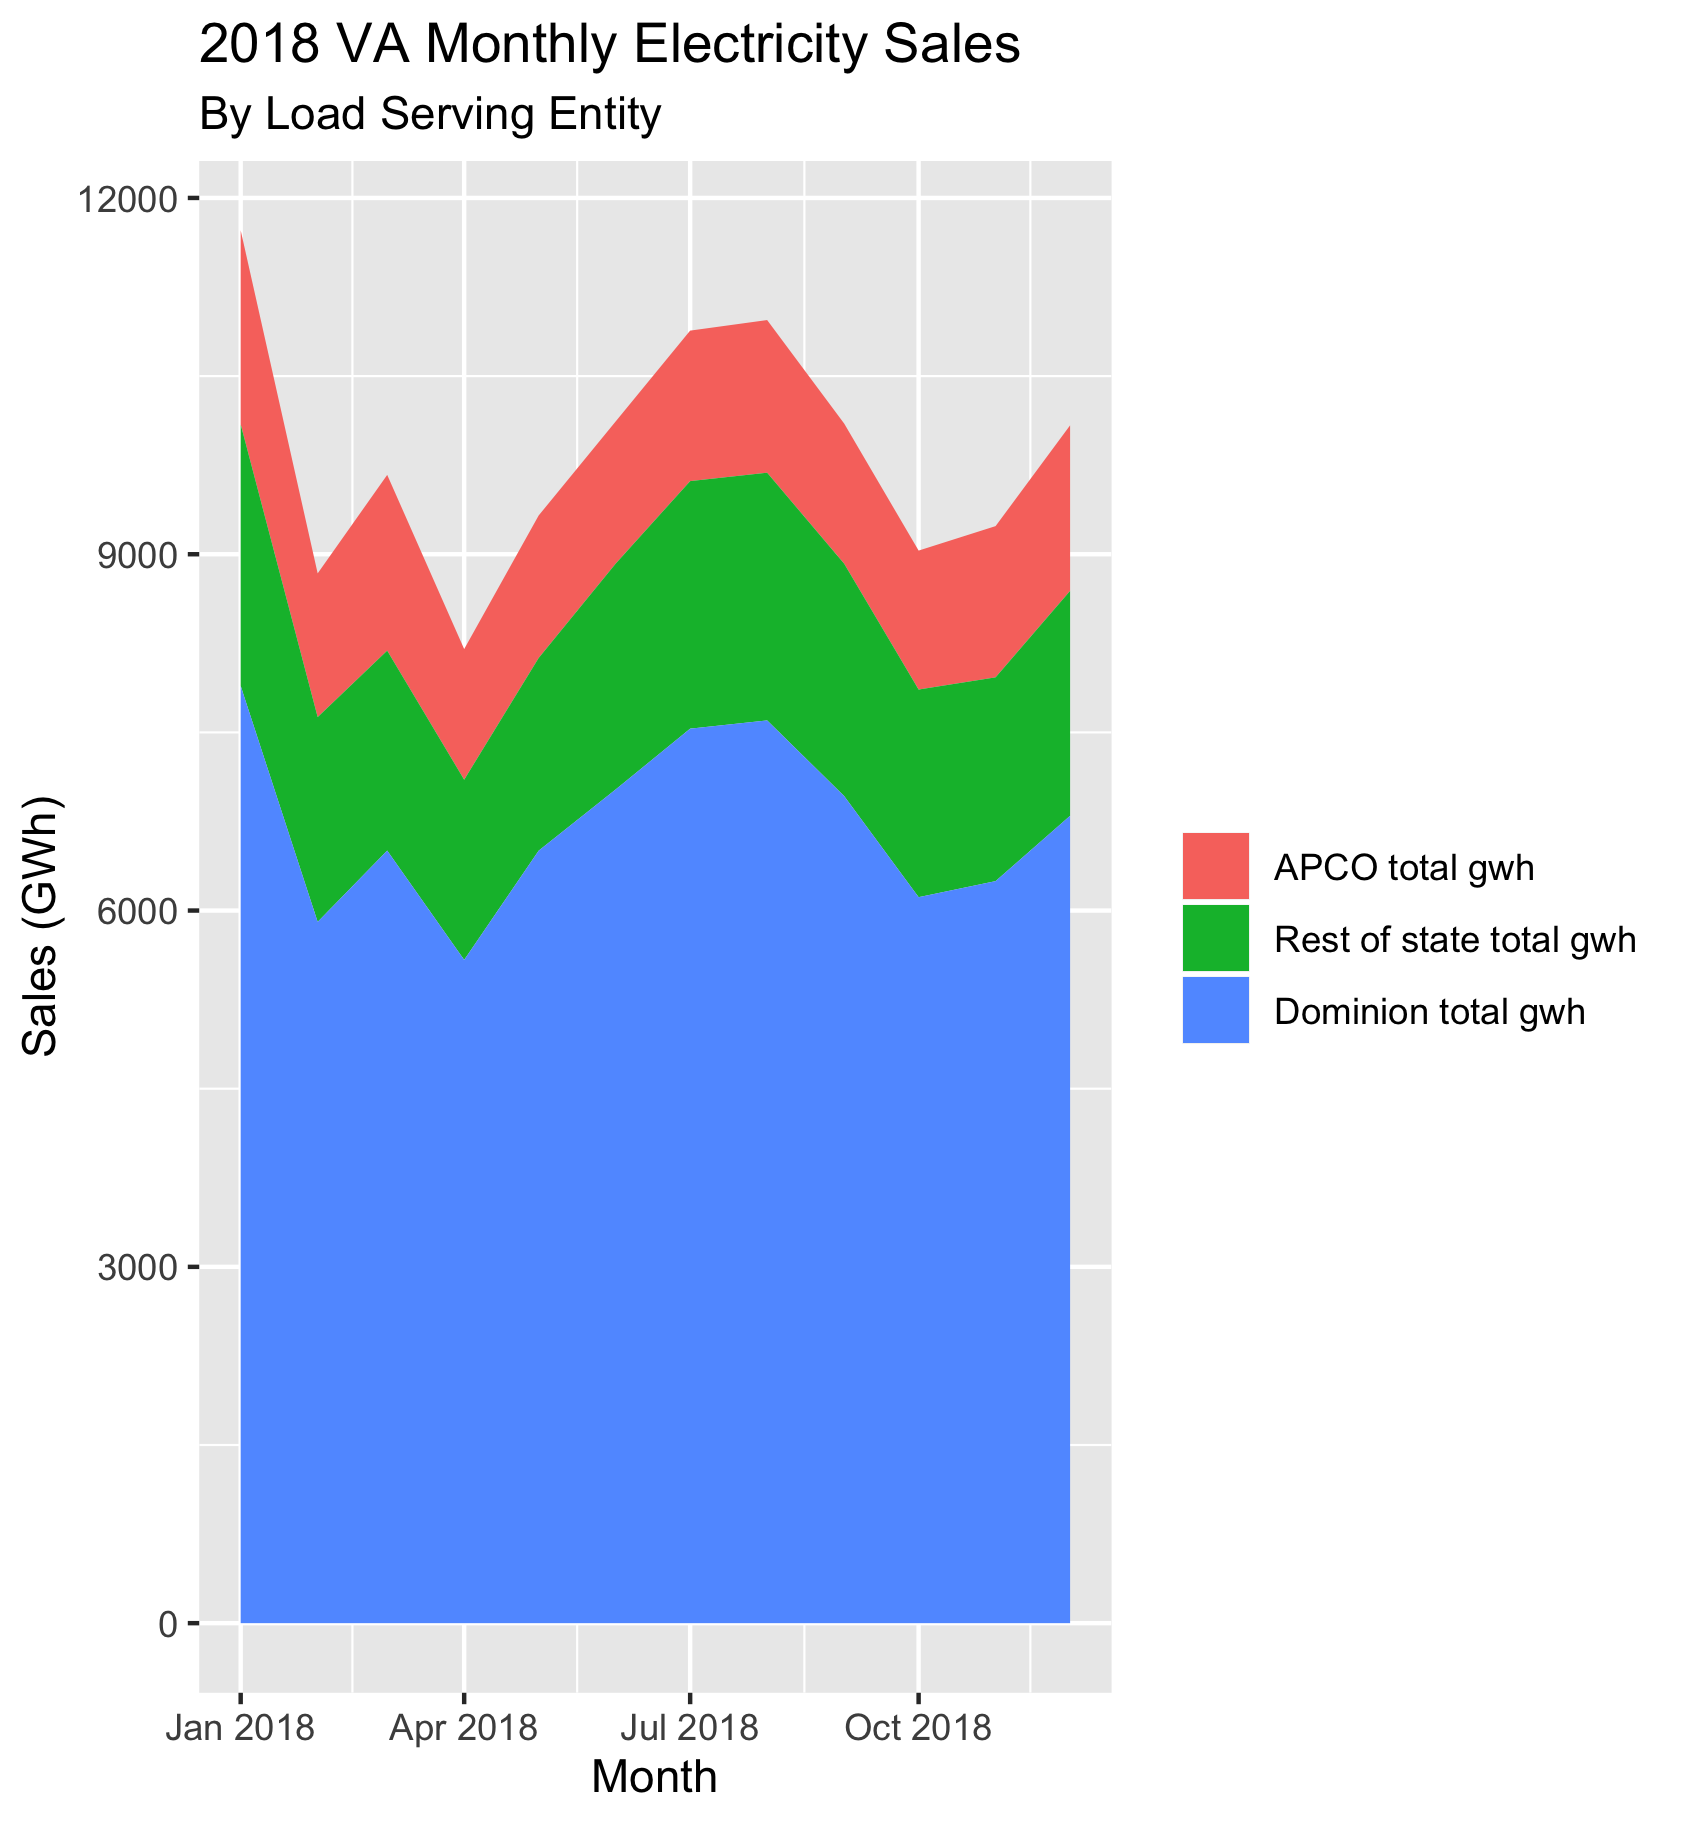 2018 VA Monthly Electricity Sales
By Load Serving Entity
12000
9000
6000
3000
0
Sales (GWh)
Jan 2018
Apr 2018
Jul 2018
Oct 2018
Month
APCO total gwh
Rest of state total gwh
Dominion total gwh